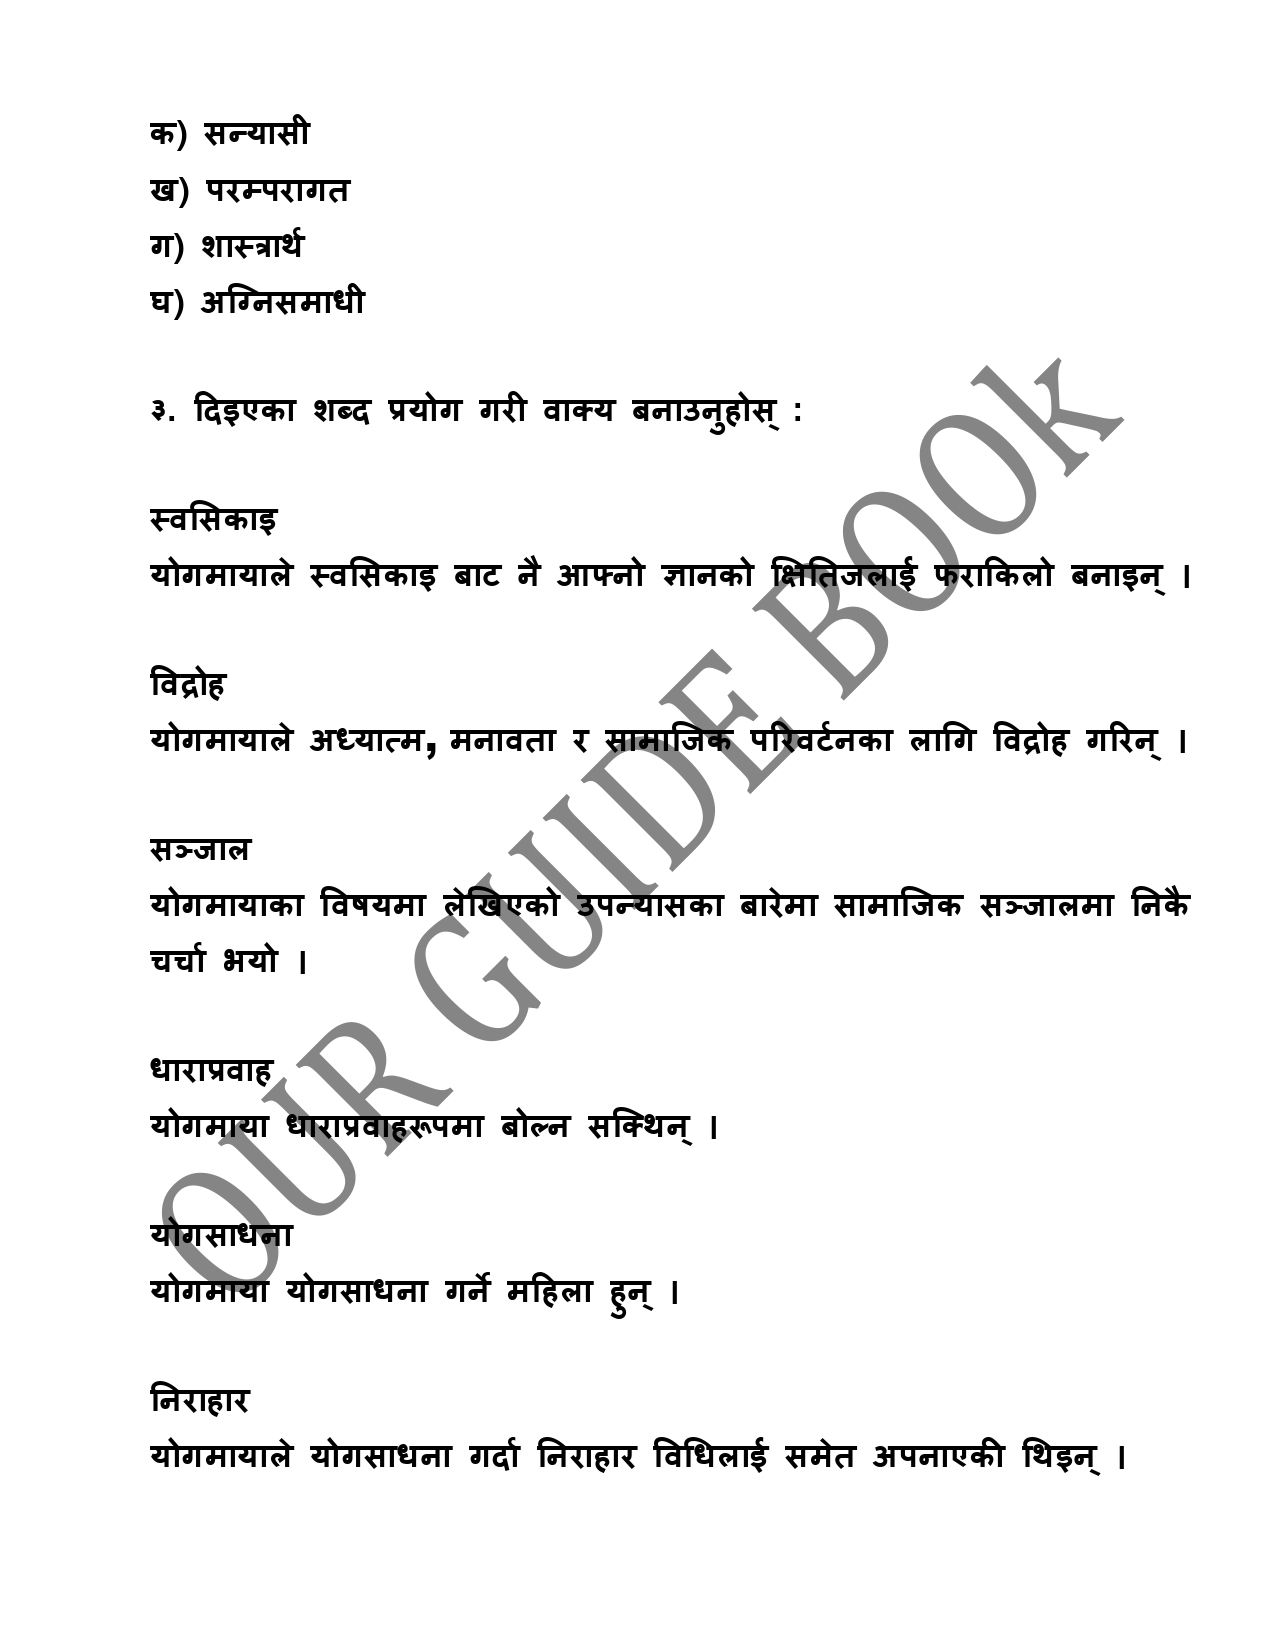 क) सन्यासी
ख) परम्परागत
ग) शास्त्रार्थ
घ) अग्निसमाधी
३. दिइएका शब्द प्रयोग गरी वाक्य बनाउनुहोस् :
स्वसिकाइ
योगमायाले स्वसिकाइ बाट नै आफ्नो ज्ञानको क्षितिजलाई फराकिलो बनाइन् ।
विद्रोह
योगमायाले अध्यात्म, मनावता र सामाजिक परिवर्टनका लागि विद्रोह गरिन् ।
सञ्जाल
योगमायाका विषयमा लेखिएको उपन्यासका बारेमा सामाजिक सञ्जालमा निकै
चर्चा भयो ।
धाराप्रवाह
योगमाया धाराप्रवाहरूपमा बोल्न सक्थिन् ।
योगसाधना
योगमाया योगसाधना गर्ने महिला हुन् ।
निराहार
योगमायाले योगसाधना गर्दा निराहार विधिलाई समेत अपनाएकी थिइन् ।
OUR GUIDE BOOK